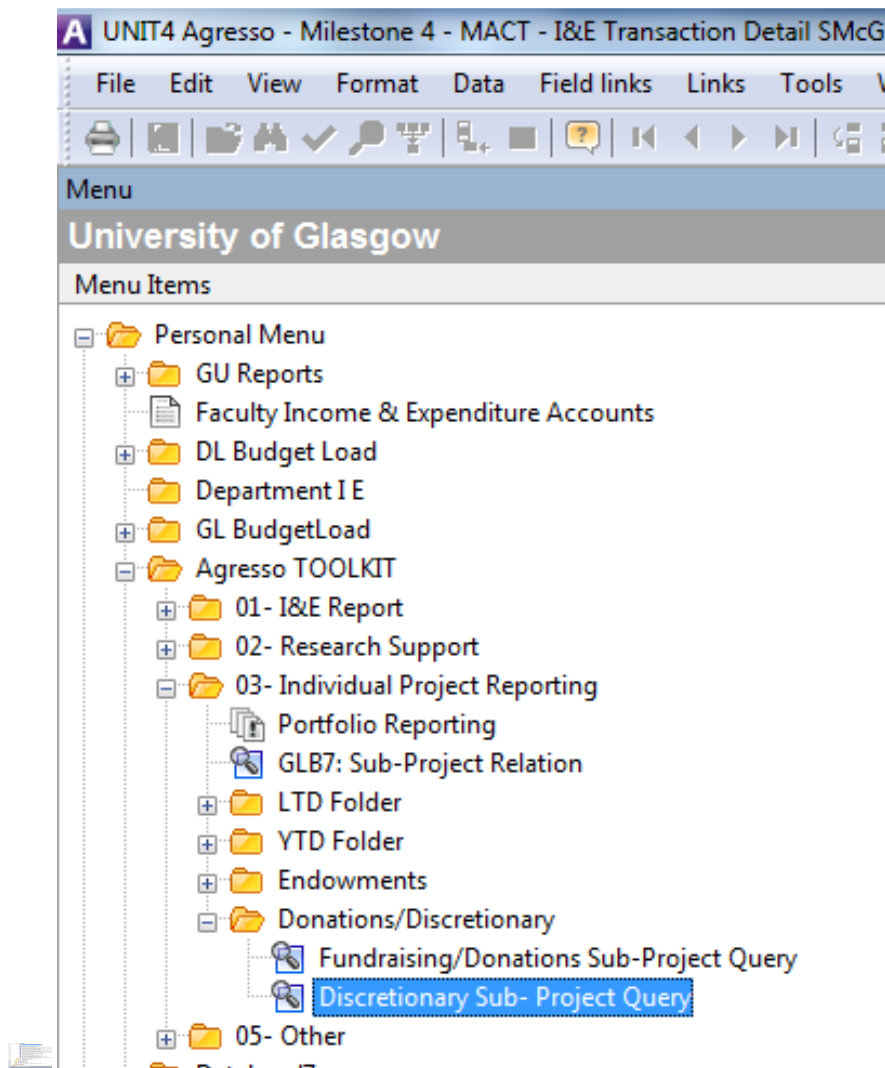 A UNIT4 Agresso - Milestone 4 - MACT - I&E Transaction Detail SMcG
File Edit View Format Data Field links Links Tools
Menu
University of Glasgow
Menu Items
Personal Menu
GU Reports
Faculty Income & Expenditure Accounts
DL Budget Load
Department I E
GL BudgetLoad
Agresso TOOLKIT
01- I&E Report
02- Research Support
03- Individual Project Reporting
Portfolio Reporting
GLB7: Sub-Project Relation
LTD Folder
YTD Folder
Endowments
Donations/Discretionary
Fundraising/Donations Sub-Project Query
Discretionary Sub- Project Query
05- Other